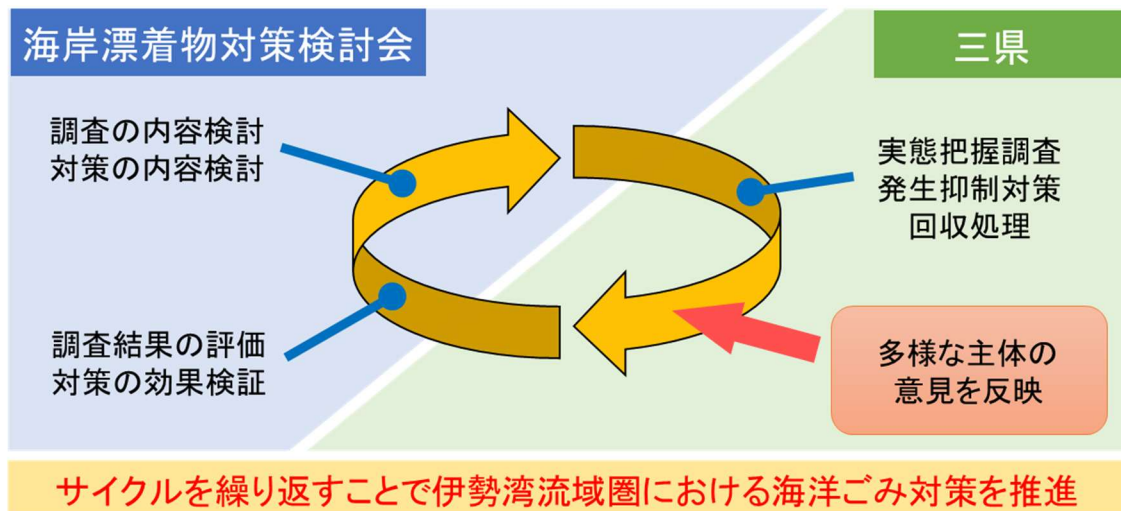 海岸漂着物対策検討会
三県
調査の内容検討
対策の内容検討
実態把握調査
発生抑制対策
回収処理
調査結果の評価
対策の効果検証
多様な主体の
意見を反映
サイクルを繰り返すことで伊勢湾流域圏における海洋ごみ対策を推進